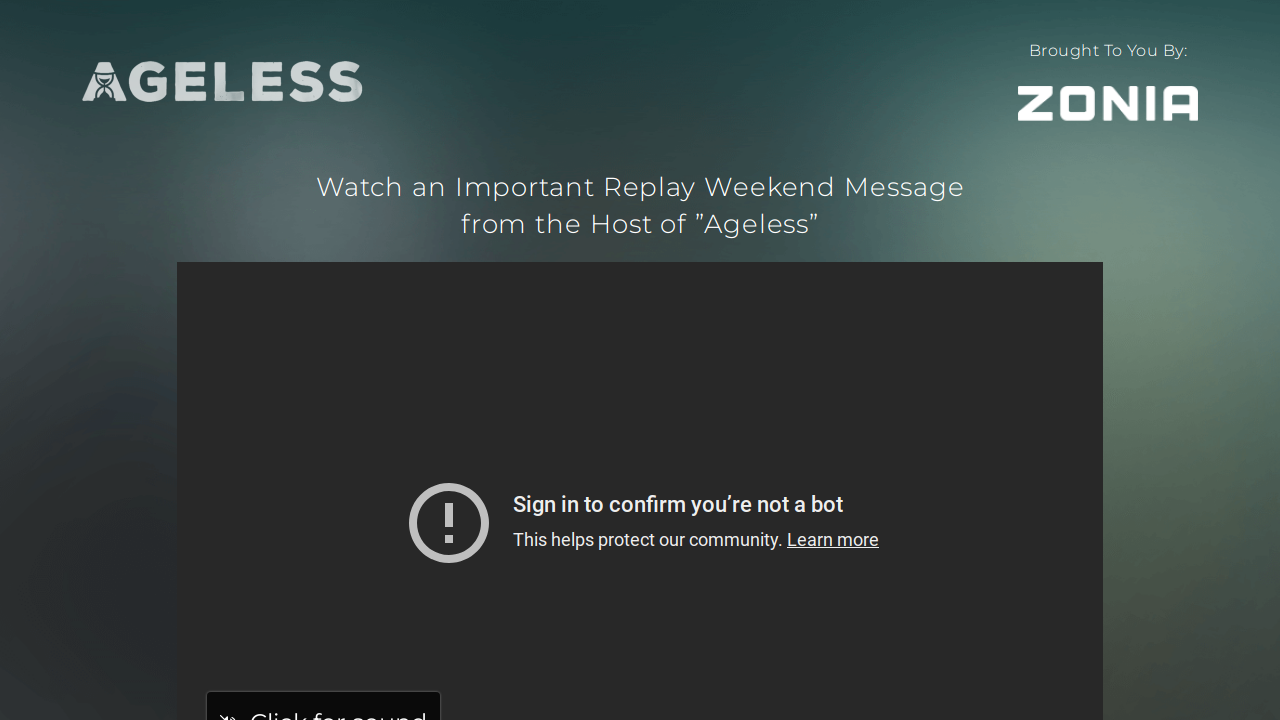 AGELESS
Brought To You By:
ZONIA
Watch an Important Replay Weekend Message
from the Host of ”Ageless”
Sign in to confirm you’re not a bot
This helps protect our community. Learn more
Click for sound